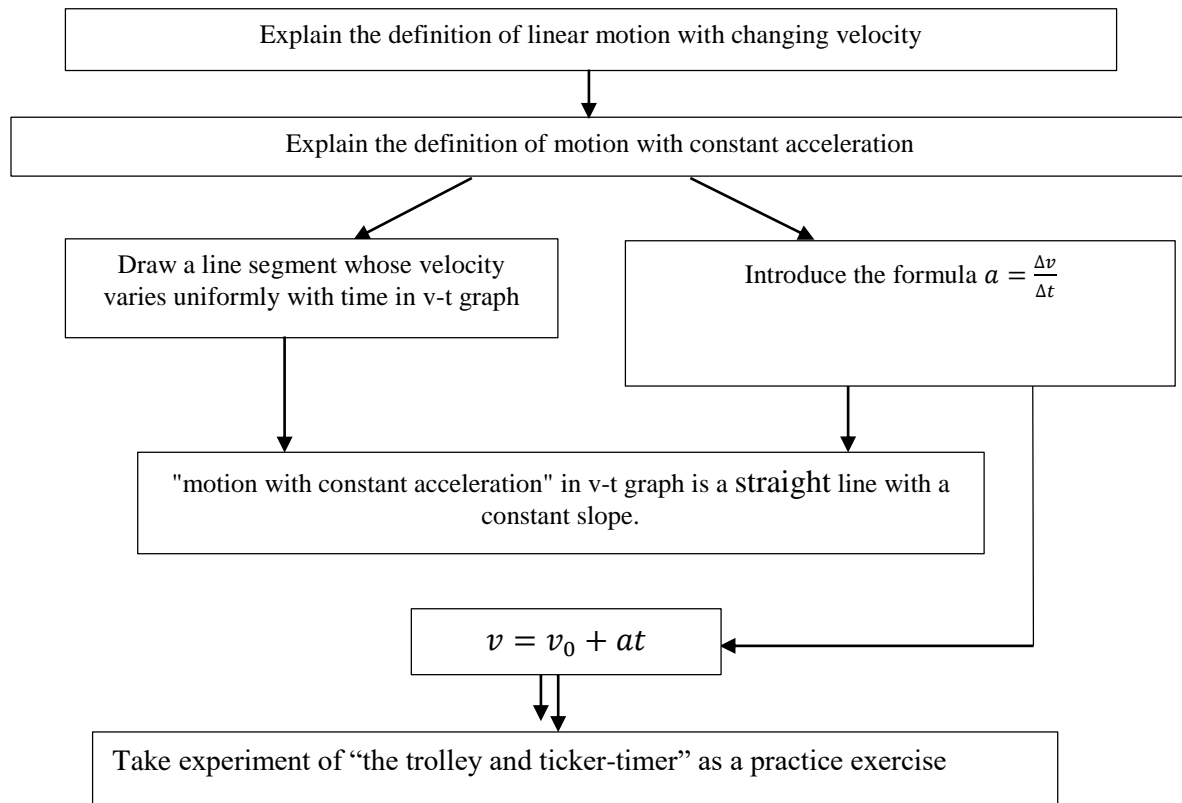 Explain the definition of linear motion with changing velocity
Explain the definition of motion with constant acceleration
Draw a line segment whose velocity
varies uniformly with time in v-t graph
Introduce the formula 𝑎 = Δ𝑣/Δ𝑡
"motion with constant acceleration" in v-t graph is a straight line with a
constant slope.
𝑣 = 𝑣₀ + 𝑎𝑡
Take experiment of “the trolley and ticker-timer” as a practice exercise